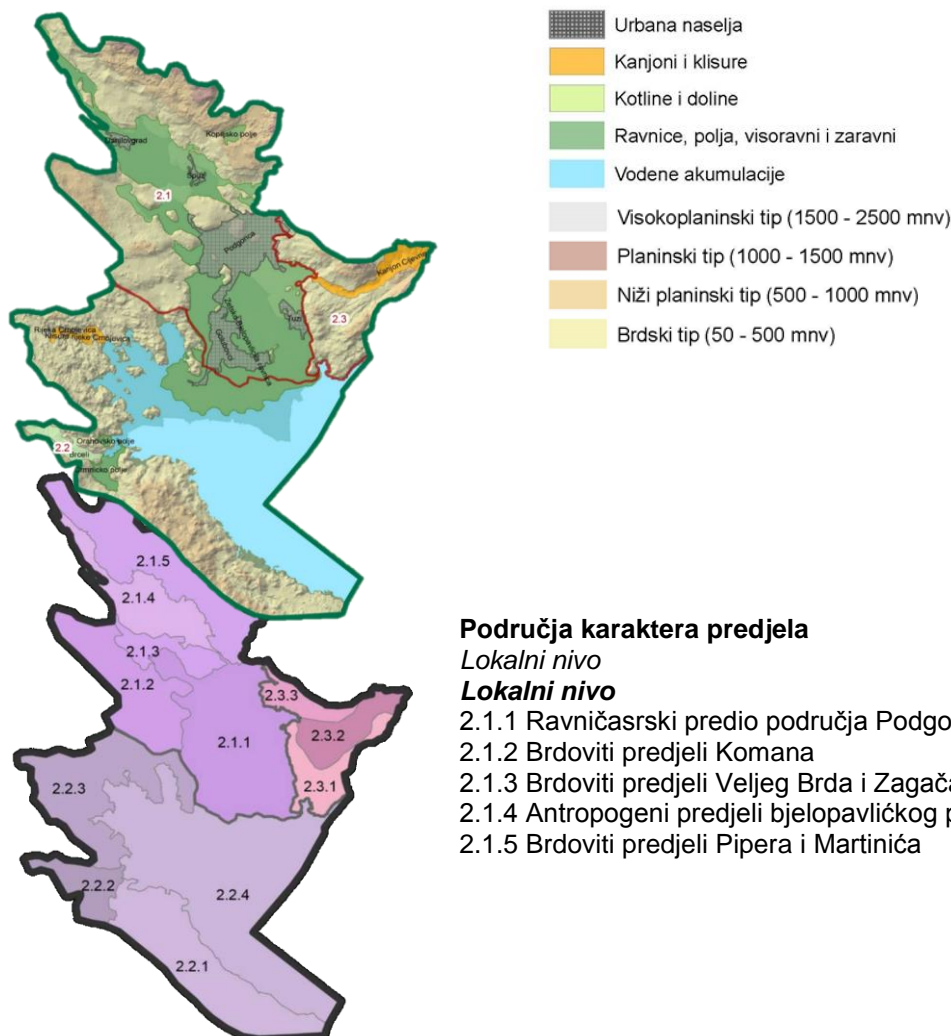 Urbana naselja
Kanjoni i klisure
Kotline i doline
Ravnice, polja, visoravni i zaravni
Vodene akumulacije
Visokoplaninski tip (1500 - 2500 mnv)
Planinski tip (1000 - 1500 mnv)
Niži planinski tip (500 - 1000 mnv)
Brdski tip (50 - 500 mnv)
Kopiljsko polje
Spuž
2.1
Podgorica
Kanjon Cijevne
Tuzi
2.3
Golubovci
Rijeka Crnojevića
Orahovsko polje
2.2
2.1.5
2.1.4
2.1.3
2.1.2
2.1.1
2.3.3
2.3.2
2.3.1
2.2.3
2.2.2
2.2.4
2.2.1
Područja karaktera predjela
Lokalni nivo
Lokalni nivo
2.1.1 Ravničasrski predio područja Podgo
2.1.2 Brdoviti predjeli Komana
2.1.3 Brdoviti predjeli Veljeg Brda i Zagača
2.1.4 Antropogeni predjeli bjelopavlićkog p
2.1.5 Brdoviti predjeli Pipera i Martinića